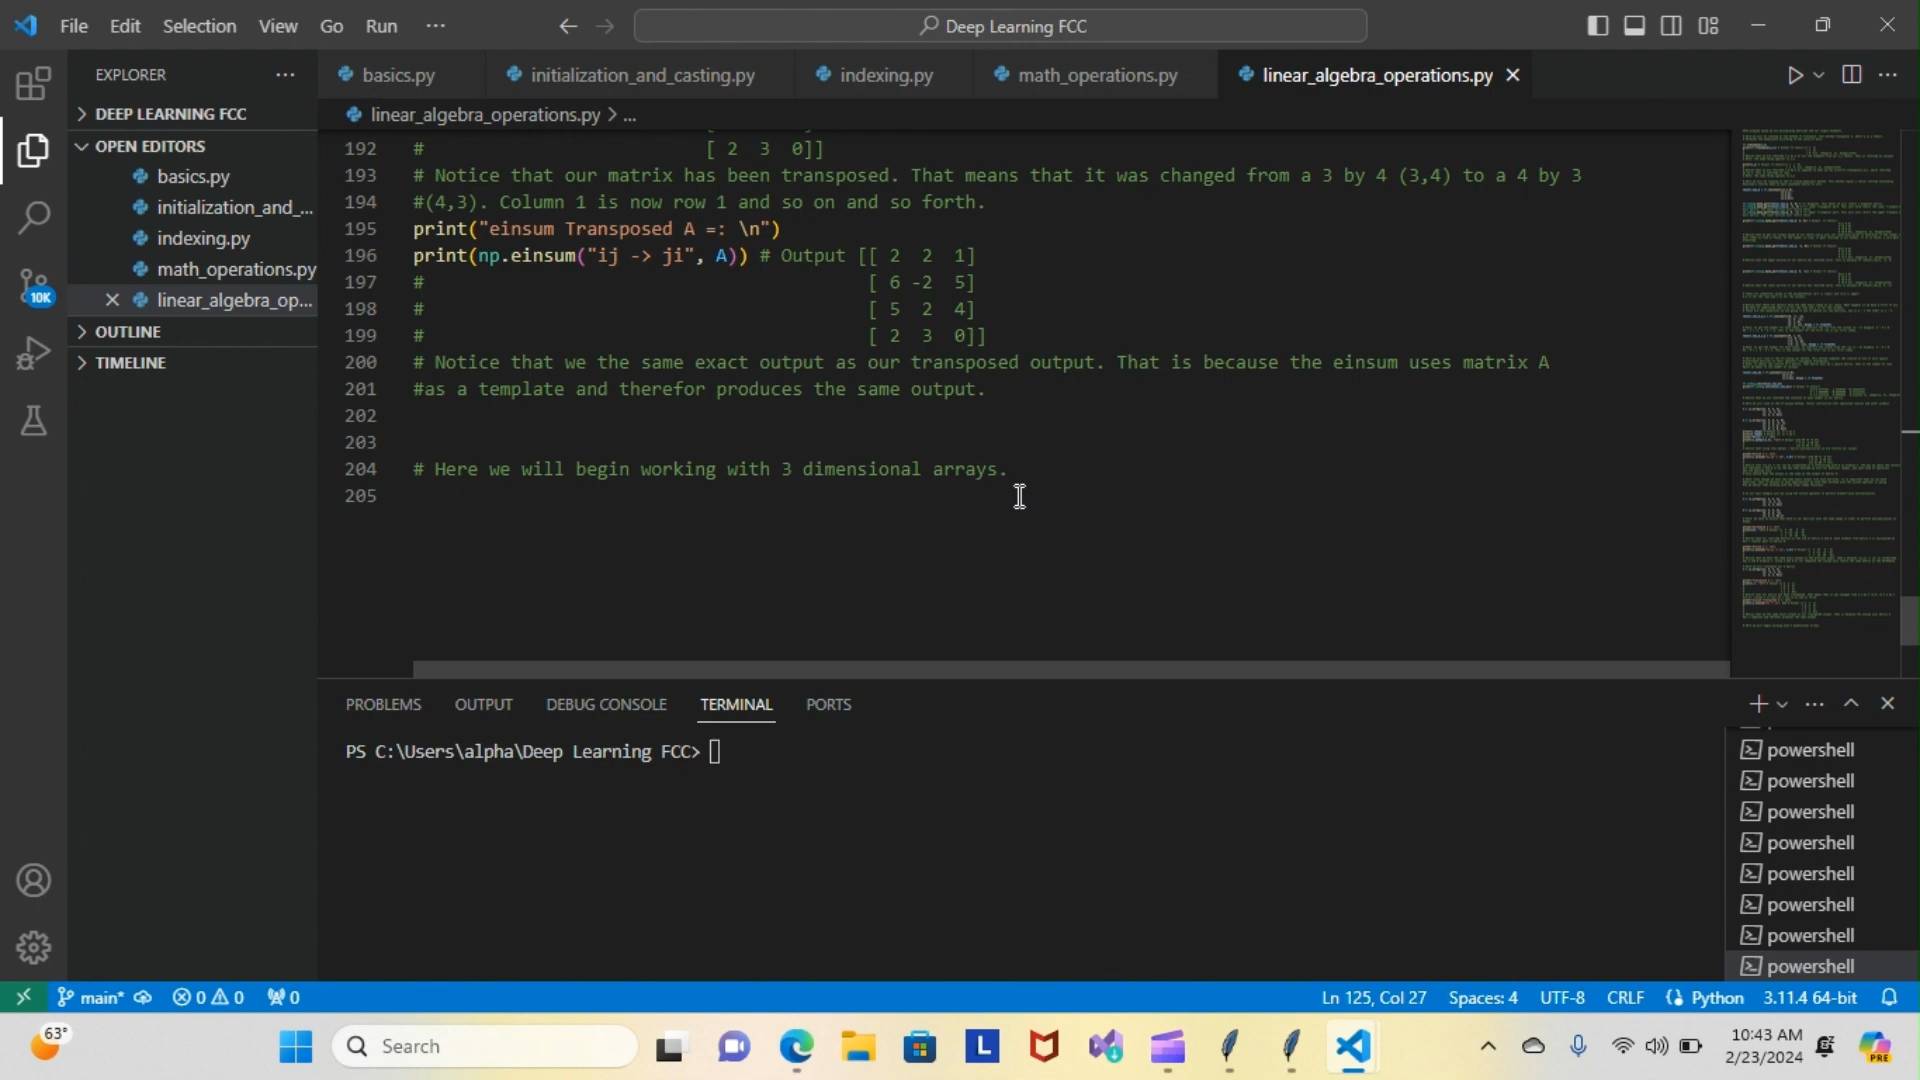 File Edit Selection View Go Run ···
Deep Learning FCC
EXPLORER
DEEP LEARNING FCC
OPEN EDITORS
basics.py
initialization_and_...
indexing.py
math_operations.py
linear_algebra_op...
OUTLINE
TIMELINE
10K
basics.py initialization_and_casting.py indexing.py math_operations.py linear_algebra_operations.py
linear_algebra_operations.py > ...
192 # [ 2 3 0]]
193 # Notice that our matrix has been transposed. That means that it was changed from a 3 by 4 (3,4) to a 4 by 3
194 #(4,3). Column 1 is now row 1 and so on and so forth.
195 print("einsum Transposed A =: \n")
196 print(np.einsum("ij -> ji", A)) # Output [[ 2 2 1]
197 # [ 6 -2 5]
198 # [ 5 2 4]
199 # [ 2 3 0]]
200 # Notice that we the same exact output as our transposed output. That is because the einsum uses matrix A
201 #as a template and therefor produces the same output.
202
203
204 # Here we will begin working with 3 dimensional arrays.
205
PROBLEMS OUTPUT DEBUG CONSOLE TERMINAL PORTS
PS C:\Users\alpha\Deep Learning FCC>
powershell
powershell
powershell
powershell
powershell
powershell
powershell
powershell
main* 0 0 0
Ln 125, Col 27 Spaces: 4 UTF-8 CRLF Python 3.11.4 64-bit
63°
Search
L
10:43 AM
2/23/2024
PRE